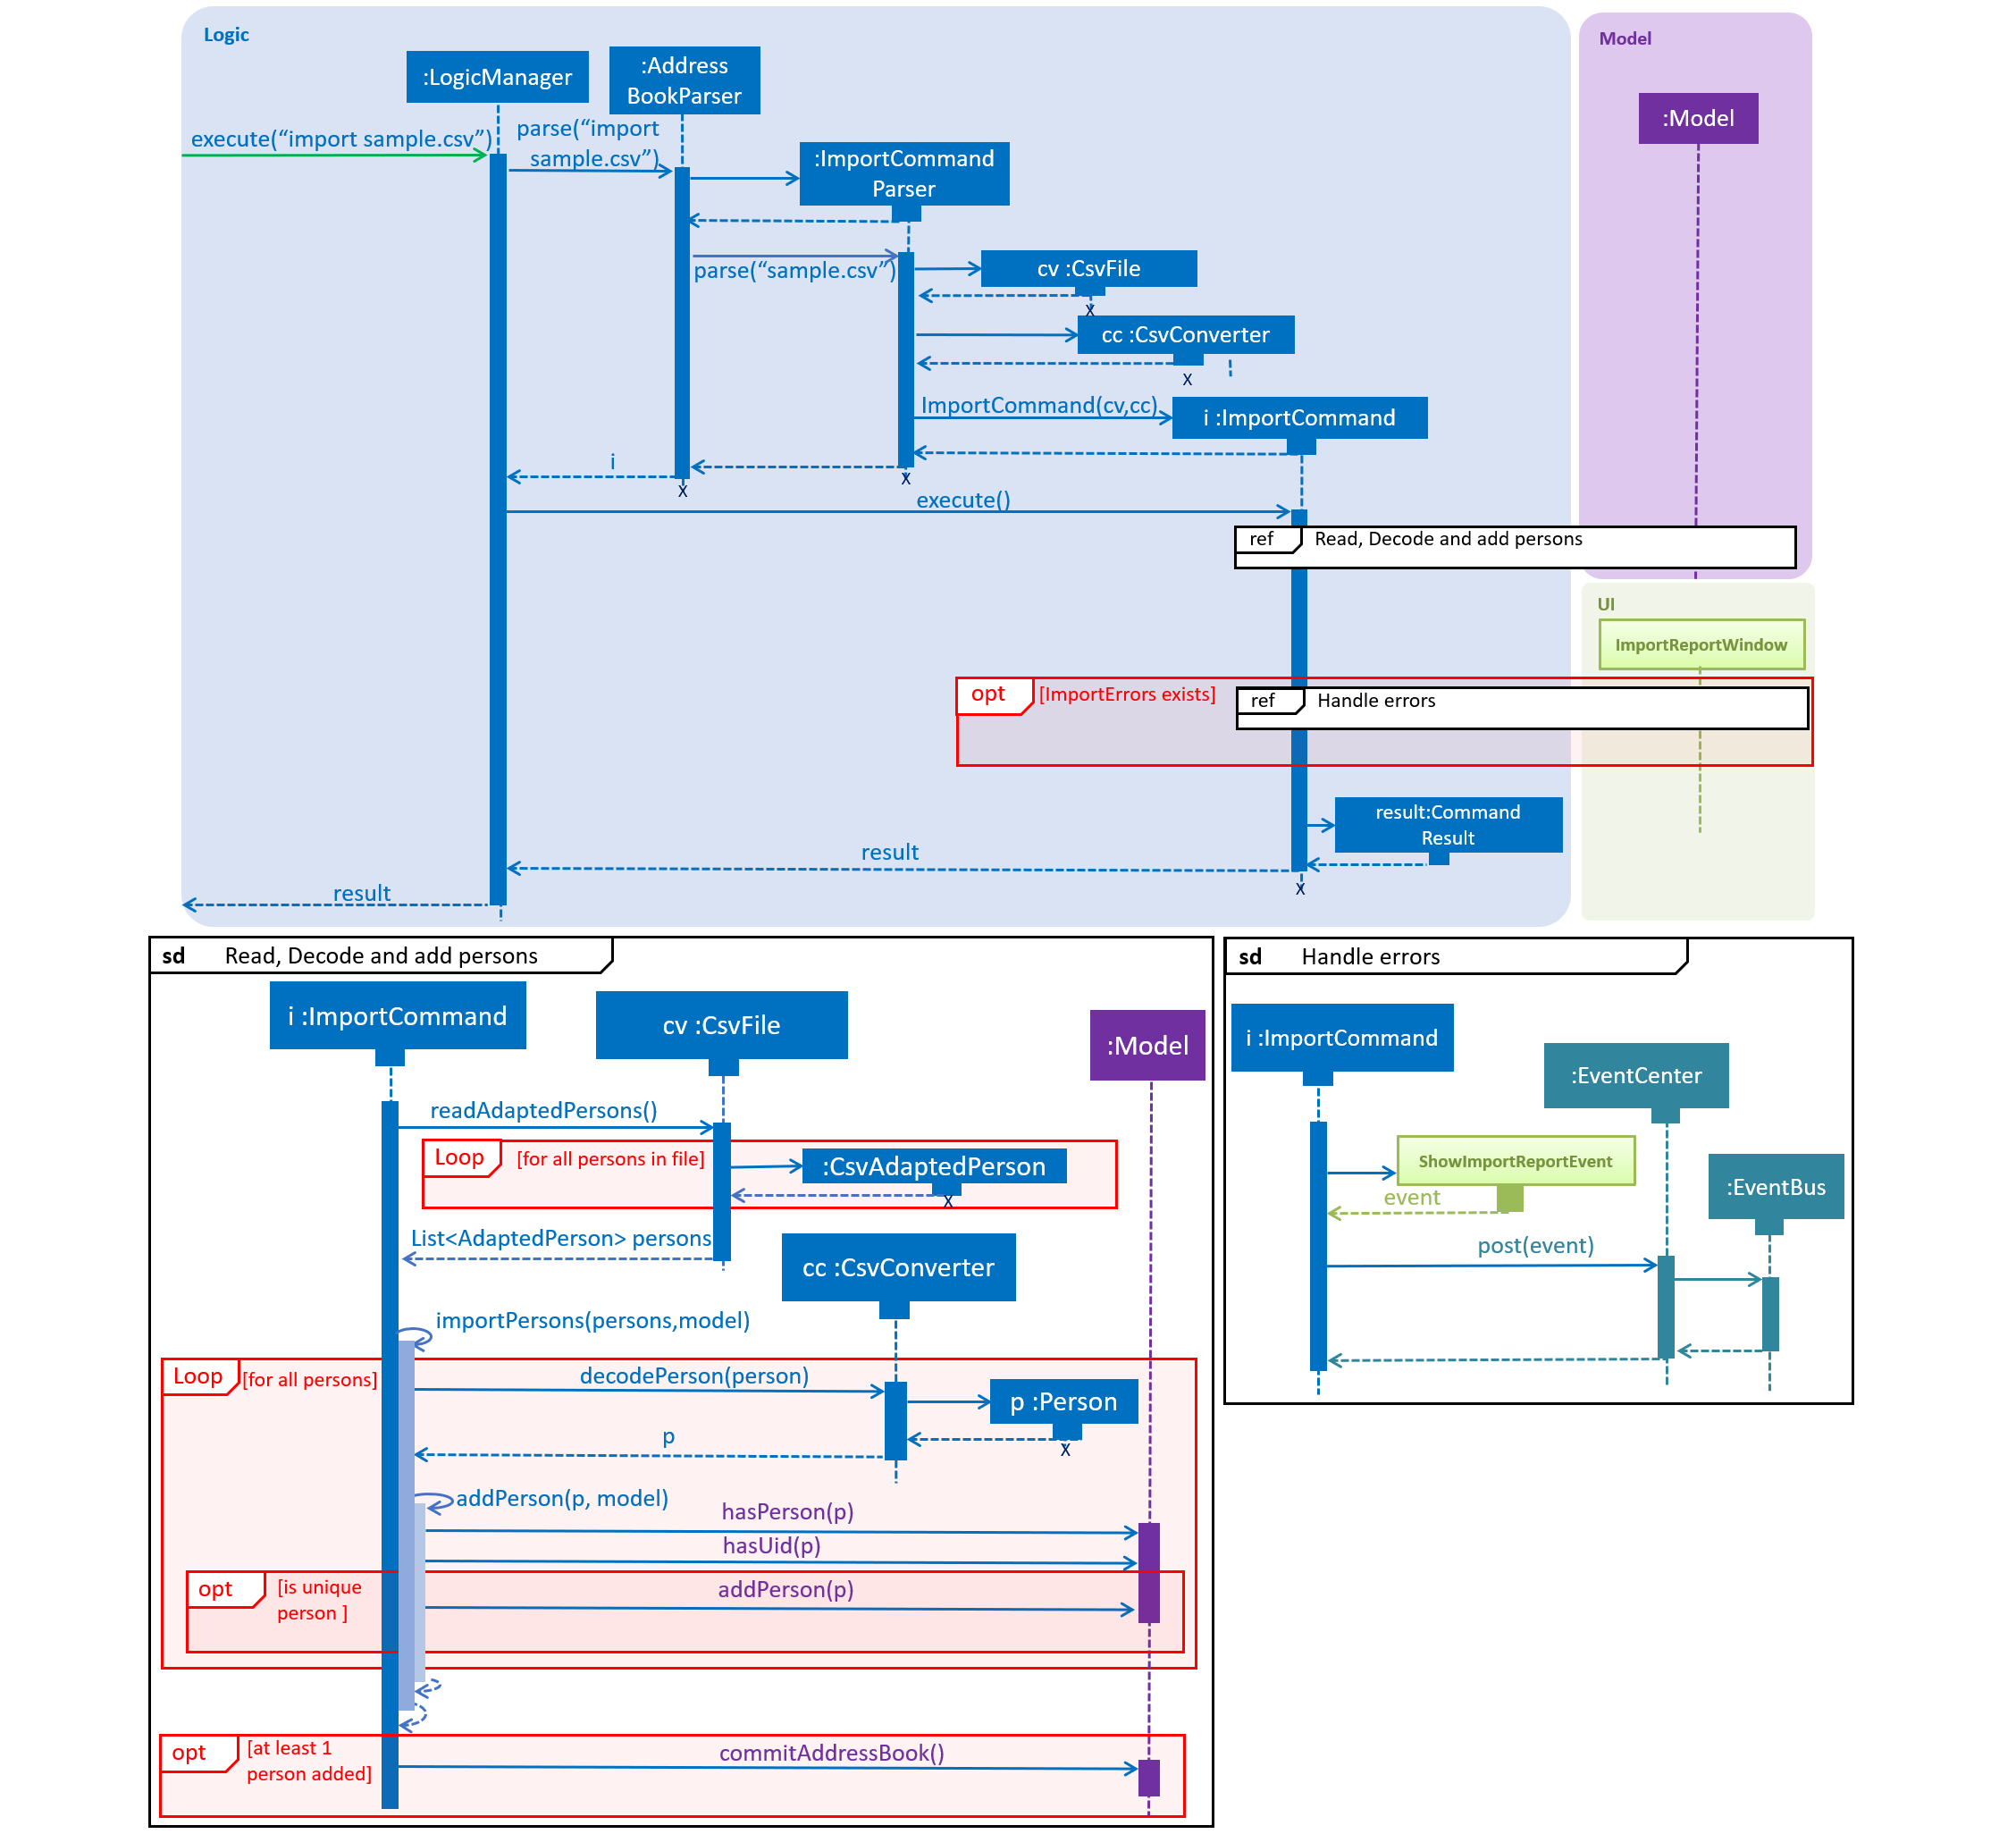 Logic
Model
:LogicManager
:Address
BookParser
:Model
execute(“import sample.csv”)
parse(“import
sample.csv”)
:ImportCommand
Parser
parse(“sample.csv”)
cv :CsvFile
X
cc :CsvConverter
X
ImportCommand(cv,cc)
i :ImportCommand
i
X
X
execute()
ref
Read, Decode and add persons
UI
ImportReportWindow
opt
[ImportErrors exists]
ref
Handle errors
result:Command
Result
result
X
result
sd
Read, Decode and add persons
i :ImportCommand
cv :CsvFile
:Model
readAdaptedPersons()
Loop
[for all persons in file]
:CsvAdaptedPerson
X
List<AdaptedPerson> persons
cc :CsvConverter
importPersons(persons,model)
Loop
[for all persons]
decodePerson(person)
p :Person
p
X
addPerson(p, model)
hasPerson(p)
hasUid(p)
opt
[is unique
person ]
addPerson(p)
opt
[at least 1
person added]
commitAddressBook()
sd
Handle errors
i :ImportCommand
:EventCenter
ShowImportReportEvent
:EventBus
event
post(event)